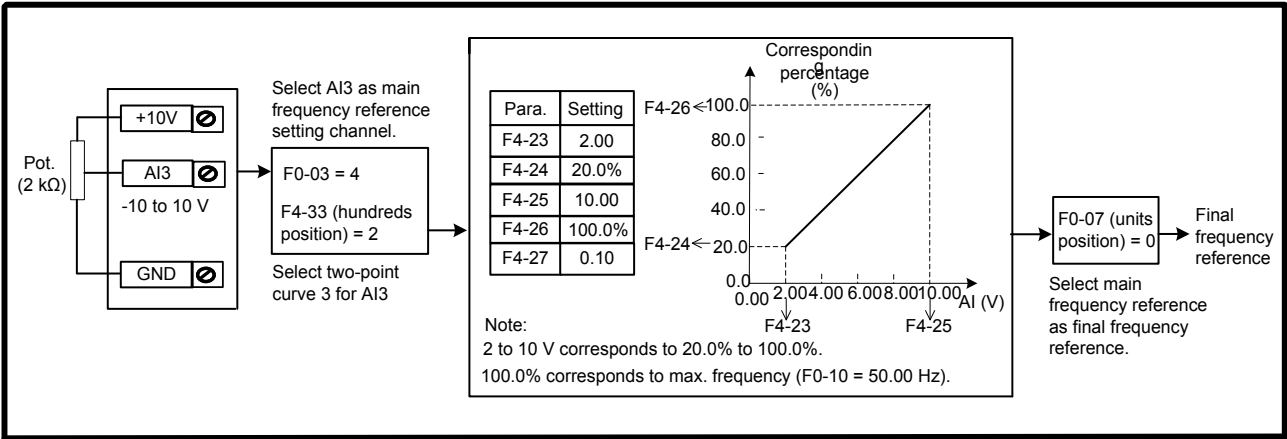 +10V
Pot.
(2 kΩ)
AI3
-10 to 10 V
GND
Select AI3 as main
frequency reference
setting channel.
F0-03 = 4
F4-33 (hundreds
position) = 2
Select two-point
curve 3 for AI3
Para. Setting
F4-23 2.00
F4-24 20.0%
F4-25 10.00
F4-26 100.0%
F4-27 0.10
Correspondin
g
percentage
(%)
F4-26 100.0
80.0
60.0
40.0
F4-24 20.0
0.0
0.00 2.00 4.00 6.00 8.00 10.00 AI (V)
F4-23 F4-25
Note:
2 to 10 V corresponds to 20.0% to 100.0%.
100.0% corresponds to max. frequency (F0-10 = 50.00 Hz).
F0-07 (units
position) = 0
Select main
frequency reference
as final frequency
reference.
Final
frequency
reference